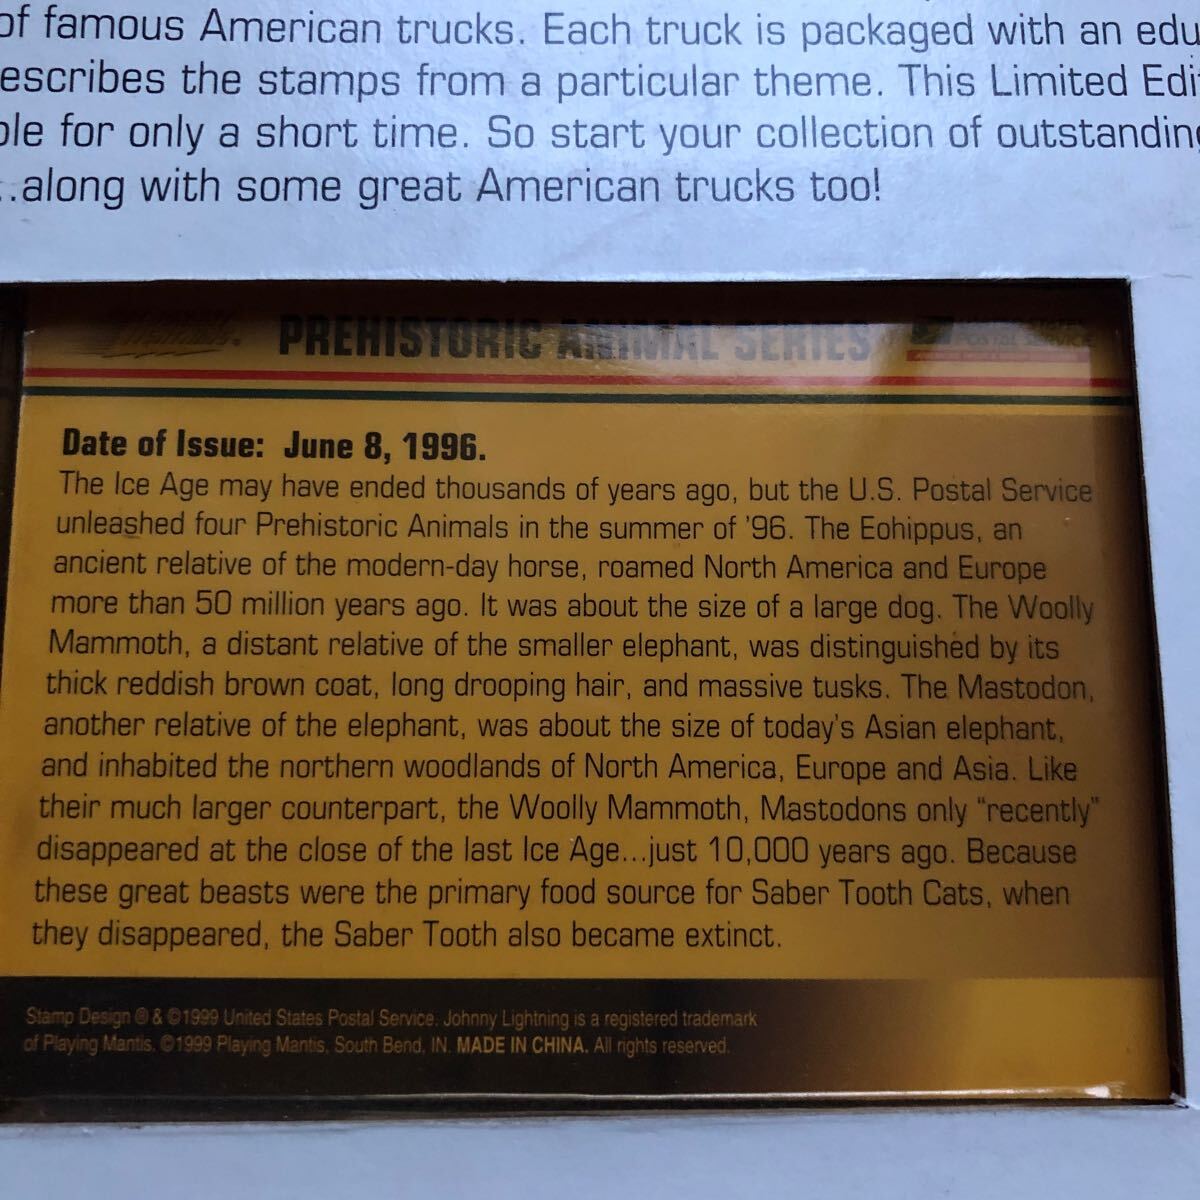 of famous American trucks. Each truck is packaged with an edu
escribes the stamps from a particular theme. This Limited Edi
ble for only a short time. So start your collection of outstanding
...along with some great American trucks too!
PREHISTORIC ANIMAL SERIES
POSTAL SERVICE
Date of Issue: June 8, 1996.
The Ice Age may have ended thousands of years ago, but the U.S. Postal Service
unleashed four Prehistoric Animals in the summer of '96. The Eohippus, an
ancient relative of the modern-day horse, roamed North America and Europe
more than 50 million years ago. It was about the size of a large dog. The Woolly
Mammoth, a distant relative of the smaller elephant, was distinguished by its
thick reddish brown coat, long drooping hair, and massive tusks. The Mastodon,
another relative of the elephant, was about the size of today's Asian elephant,
and inhabited the northern woodlands of North America, Europe and Asia. Like
their much larger counterpart, the Woolly Mammoth, Mastodons only "recently"
disappeared at the close of the last Ice Age...just 10,000 years ago. Because
these great beasts were the primary food source for Saber Tooth Cats, when
they disappeared, the Saber Tooth also became extinct.
Stamp Design ® & ©1999 United States Postal Service. Johnny Lightning is a registered trademark
of Playing Mantis. ©1999 Playing Mantis, South Bend, IN. MADE IN CHINA. All rights reserved.